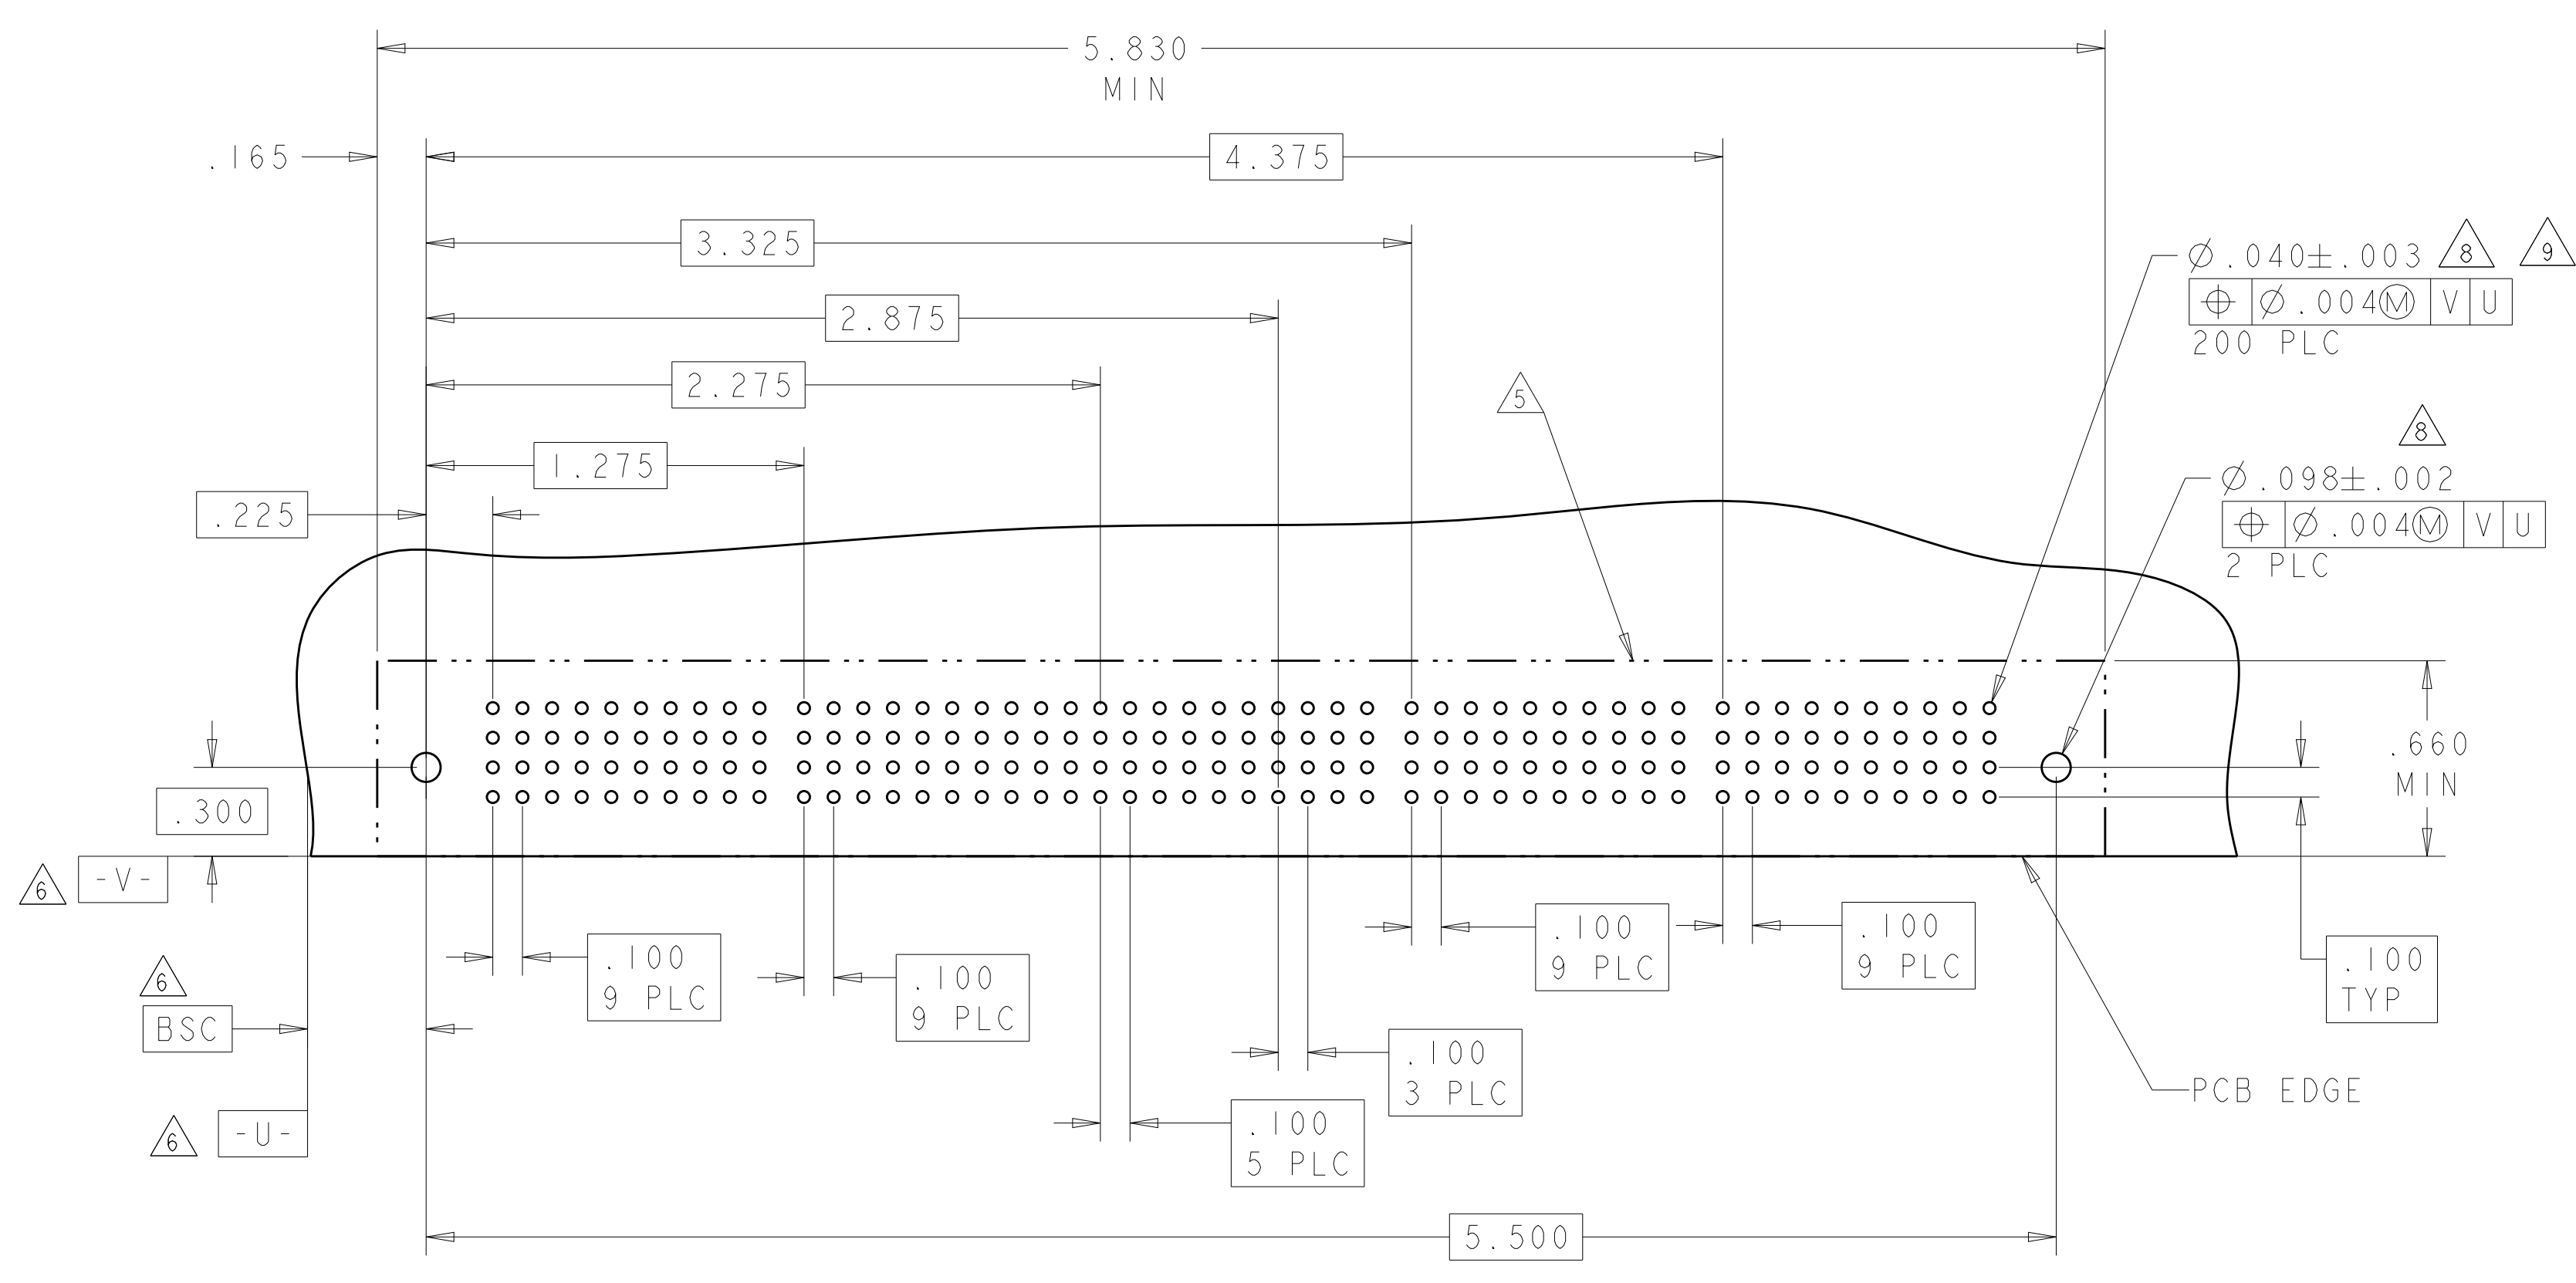 5.830
MIN
.165
4.375
3.325
Ø.040±.003 8 9
⌖ Ø.004Ⓜ V U
200 PLC
2.875
2.275
5
8
1.275
Ø.098±.002
⌖ Ø.004Ⓜ V U
2 PLC
.225
.660
MIN
.300
6 -V-
.100
9 PLC
.100
9 PLC
.100
9 PLC
.100
9 PLC
.100
TYP
6
BSC
.100
3 PLC
PCB EDGE
6 -U-
.100
5 PLC
5.500